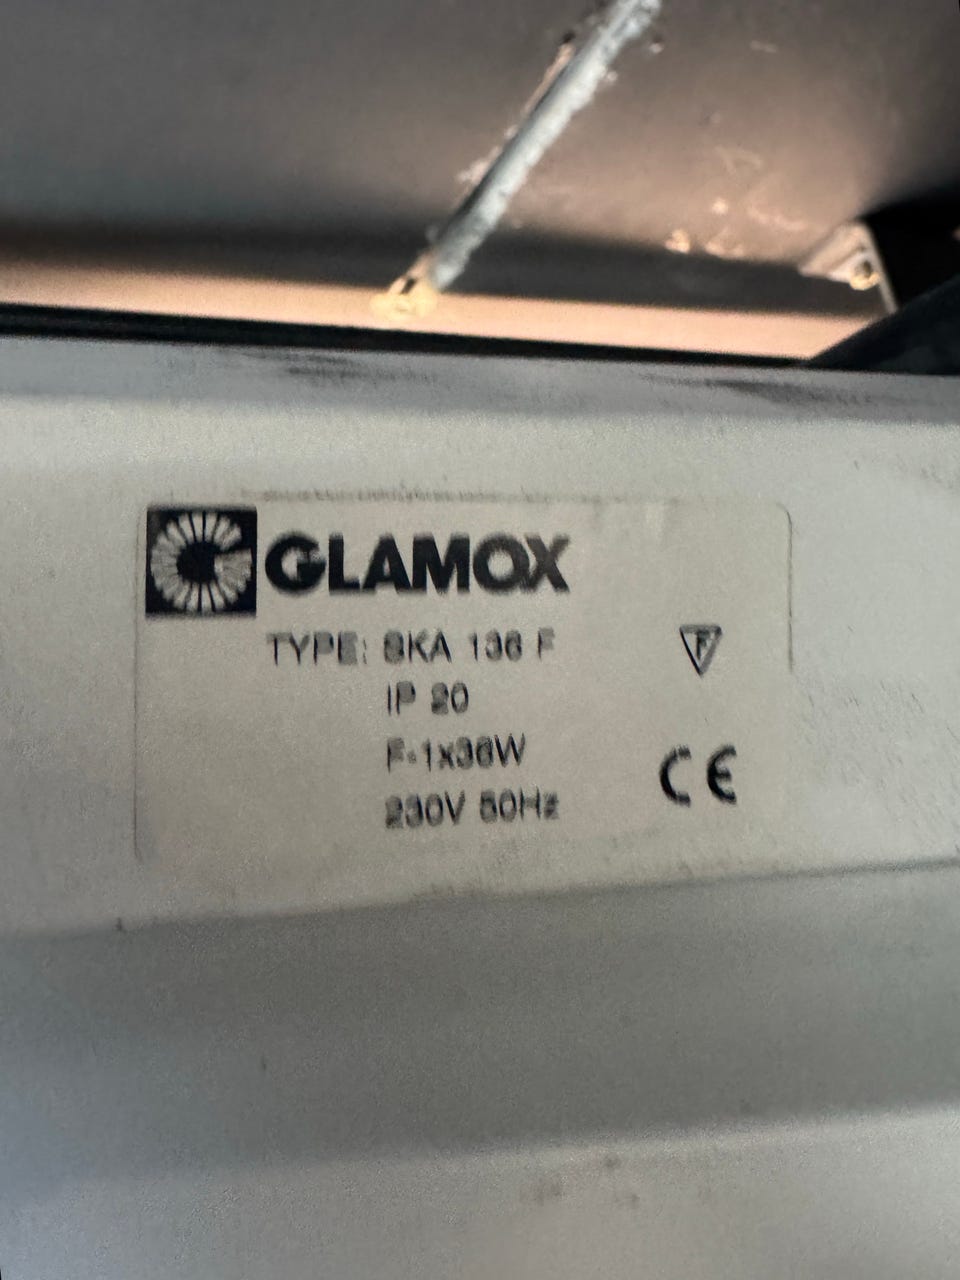 GLAMOX
TYPE: SKA 136 F
F
IP 20
F-1x36W
230V 50Hz
CE